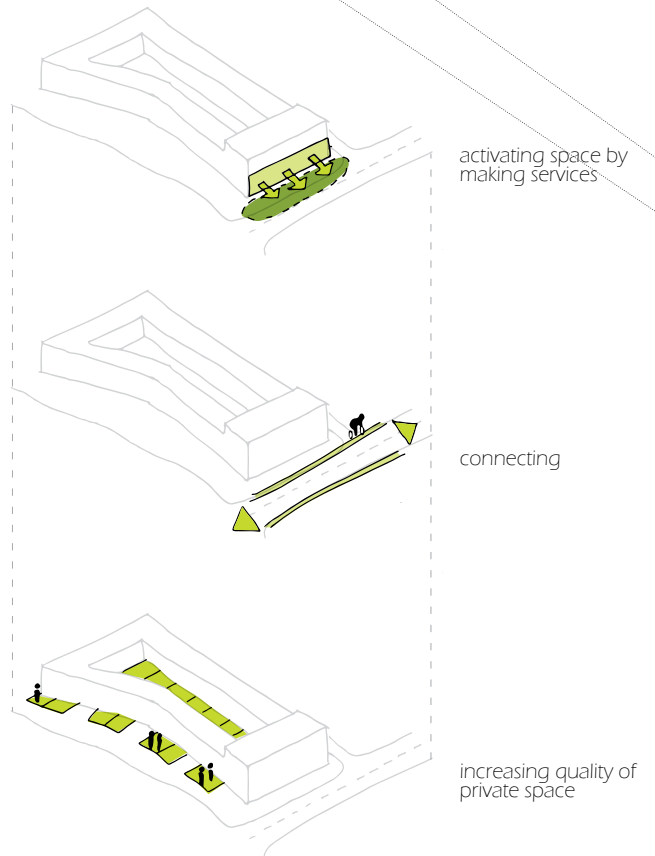 activating space by
making services
connecting
increasing quality of
private space